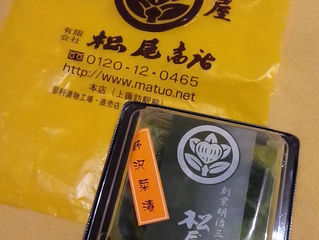 屋
有限
会社 松尾商店
0120-12-0465
http://www.matuo.net
本店(上諏訪駅前)
野沢菜漬
創業明治三
松尾